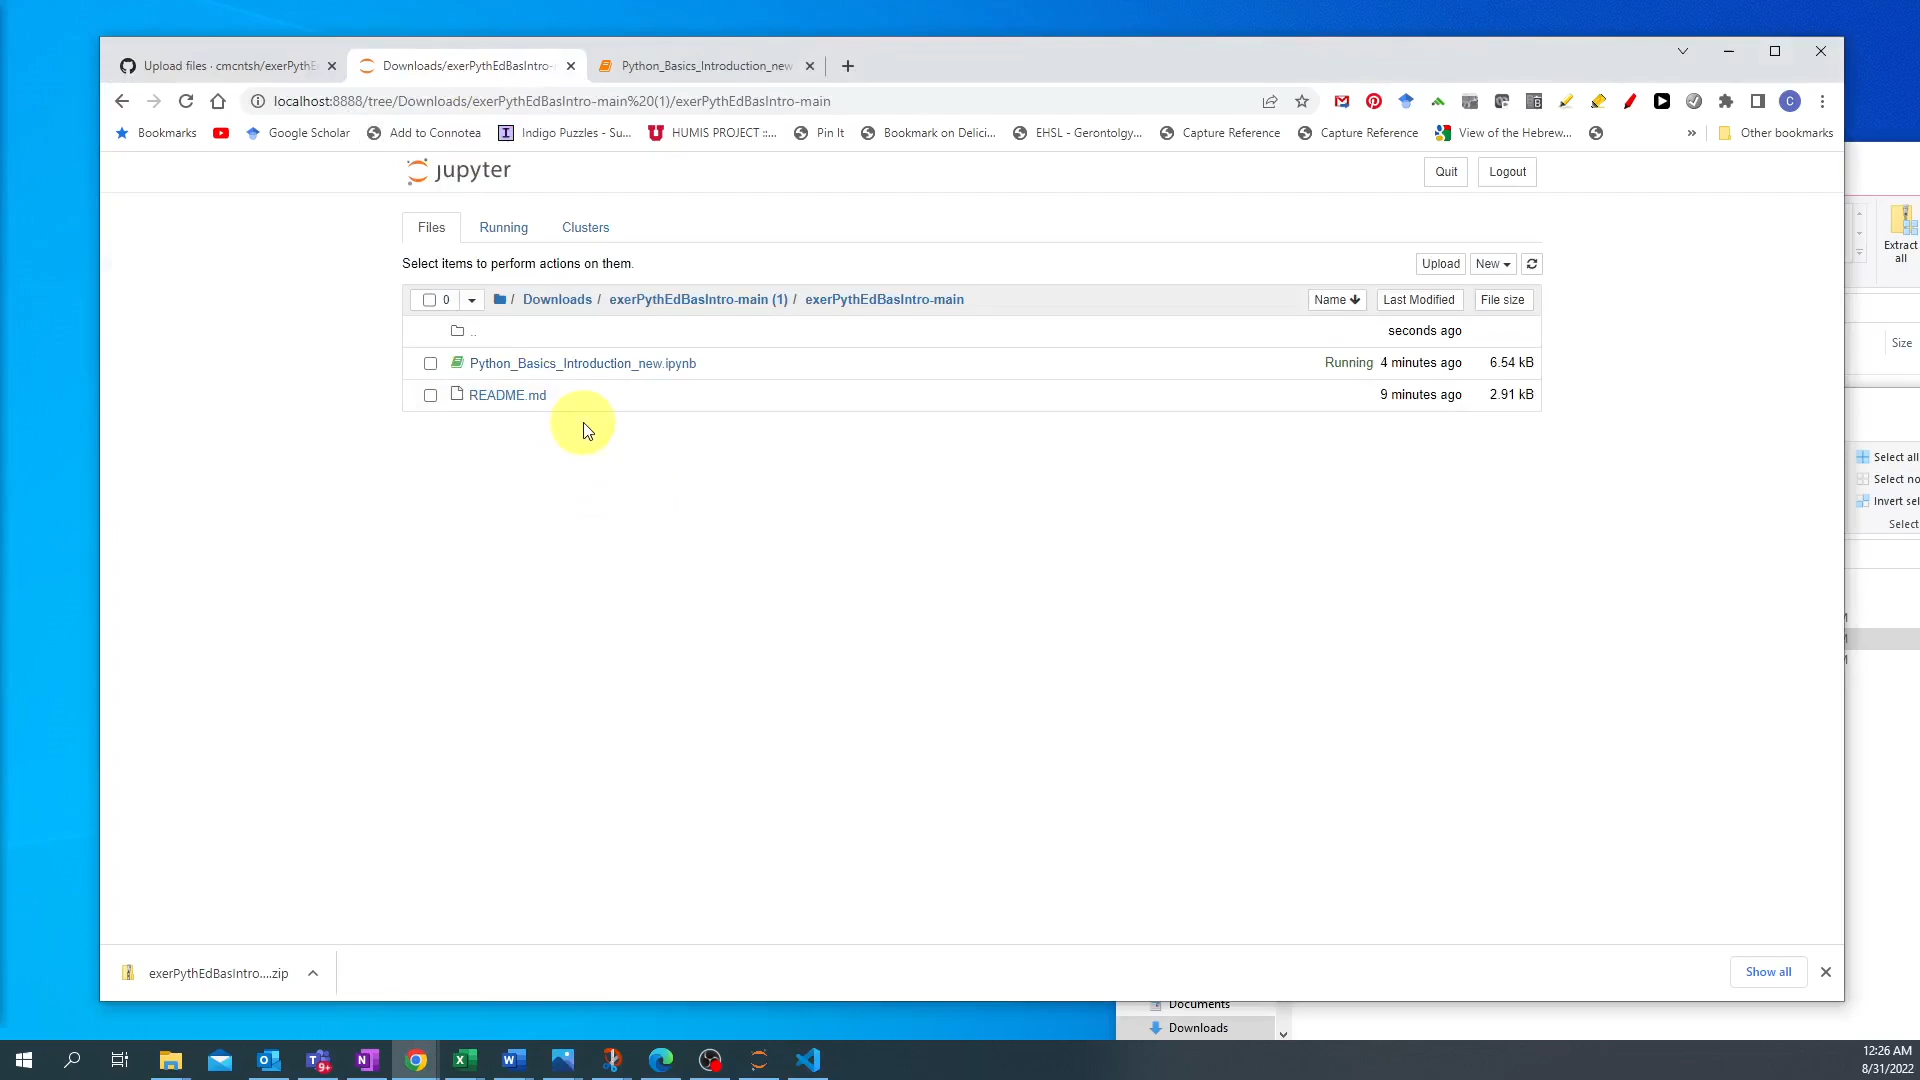 Upload files · cmcntsh/exerPythE
Downloads/exerPythEdBasIntro-
Python_Basics_Introduction_new
localhost:8888/tree/Downloads/exerPythEdBasIntro-main%20(1)/exerPythEdBasIntro-main
C
Bookmarks
Google Scholar
Add to Connotea
Indigo Puzzles - Su...
HUMIS PROJECT ::...
Pin It
Bookmark on Delici...
EHSL - Gerontolgy...
Capture Reference
Capture Reference
View of the Hebrew...
»
Other bookmarks
jupyter
Quit
Logout
Files
Running
Clusters
Select items to perform actions on them.
Upload
New
0
/ Downloads / exerPythEdBasIntro-main (1) / exerPythEdBasIntro-main
Name
Last Modified
File size
..
seconds ago
Python_Basics_Introduction_new.ipynb
Running 4 minutes ago
6.54 kB
README.md
9 minutes ago
2.91 kB
Extract
all
Size
Select all
Select no
Invert sel
Select
exerPythEdBasIntro....zip
Show all
Documents
Downloads
9+
12:26 AM
8/31/2022